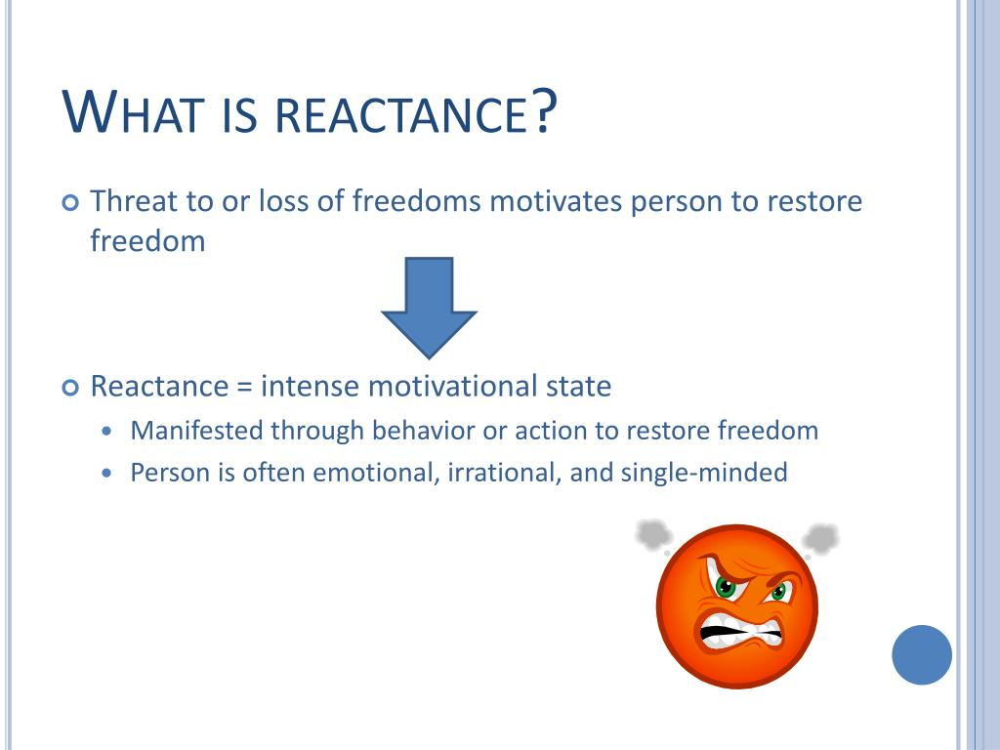 What is reactance?
Threat to or loss of freedoms motivates person to restore
freedom
Reactance = intense motivational state
Manifested through behavior or action to restore freedom
Person is often emotional, irrational, and single-minded